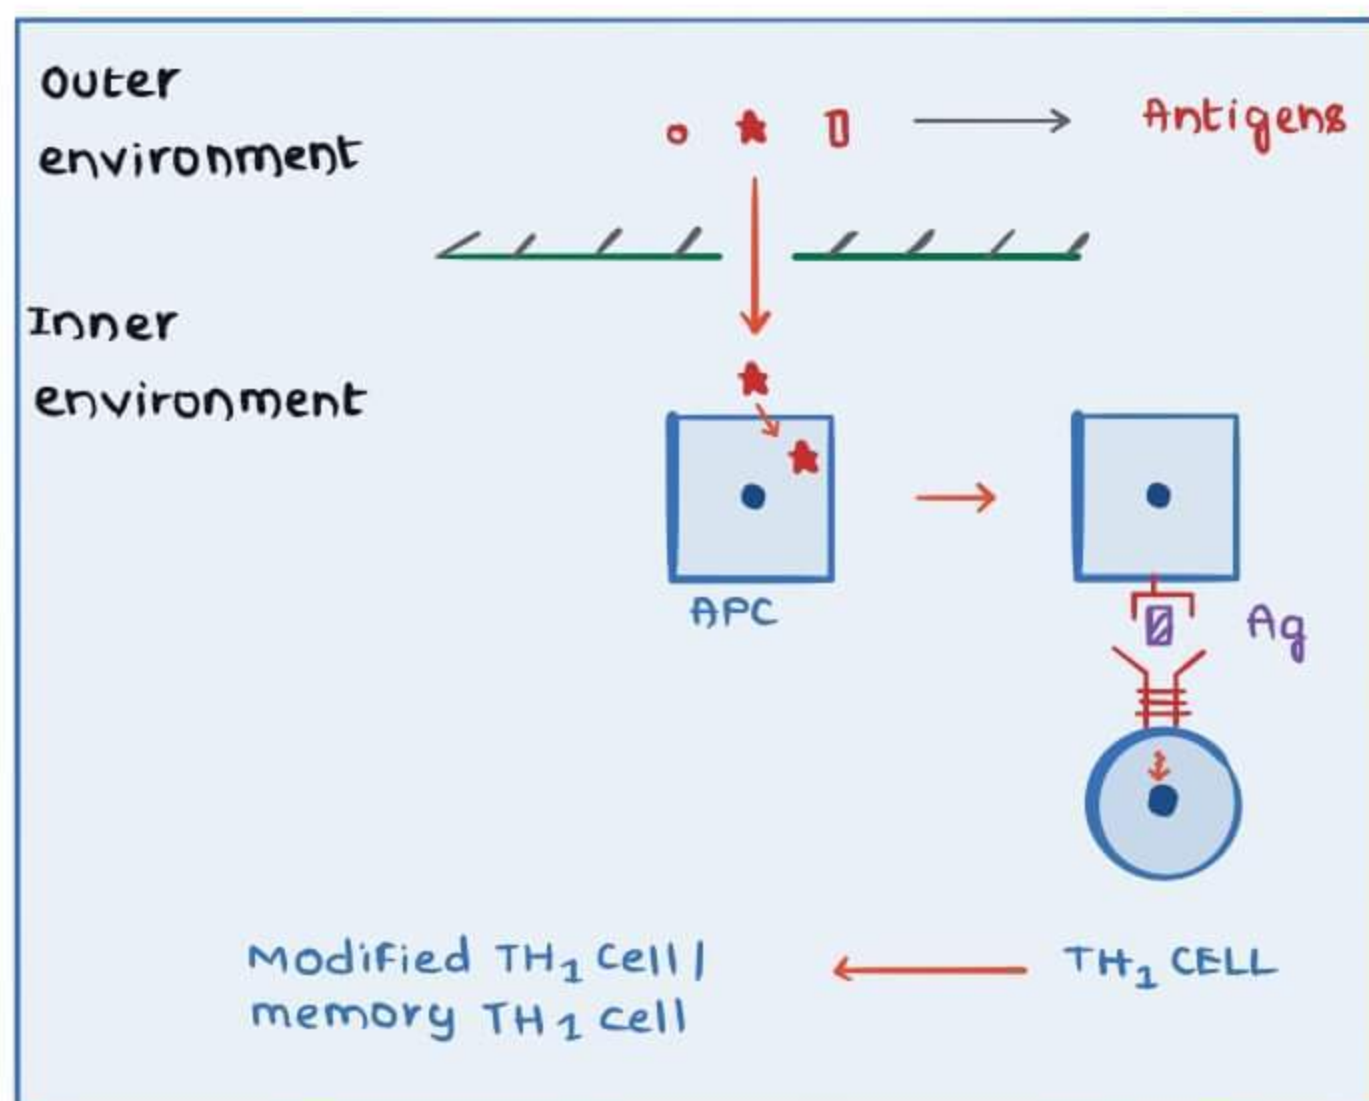 Outer
environment
Antigens
Inner
environment
APC
Ag
TH1 CELL
Modified TH1 Cell/
memory TH1 cell